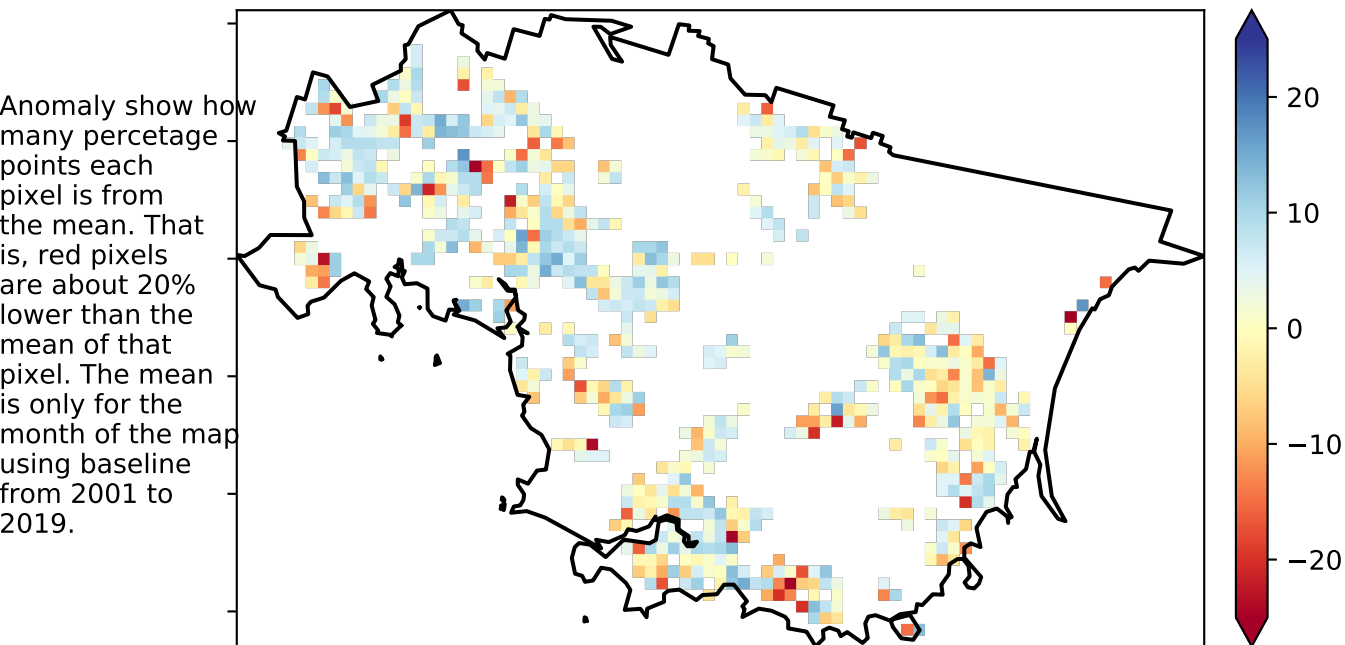 Anomaly show how
many percetage
points each
pixel is from
the mean. That
is, red pixels
are about 20%
lower than the
mean of that
pixel. The mean
is only for the
month of the map
using baseline
from 2001 to
2019.
20
10
0
−10
−20